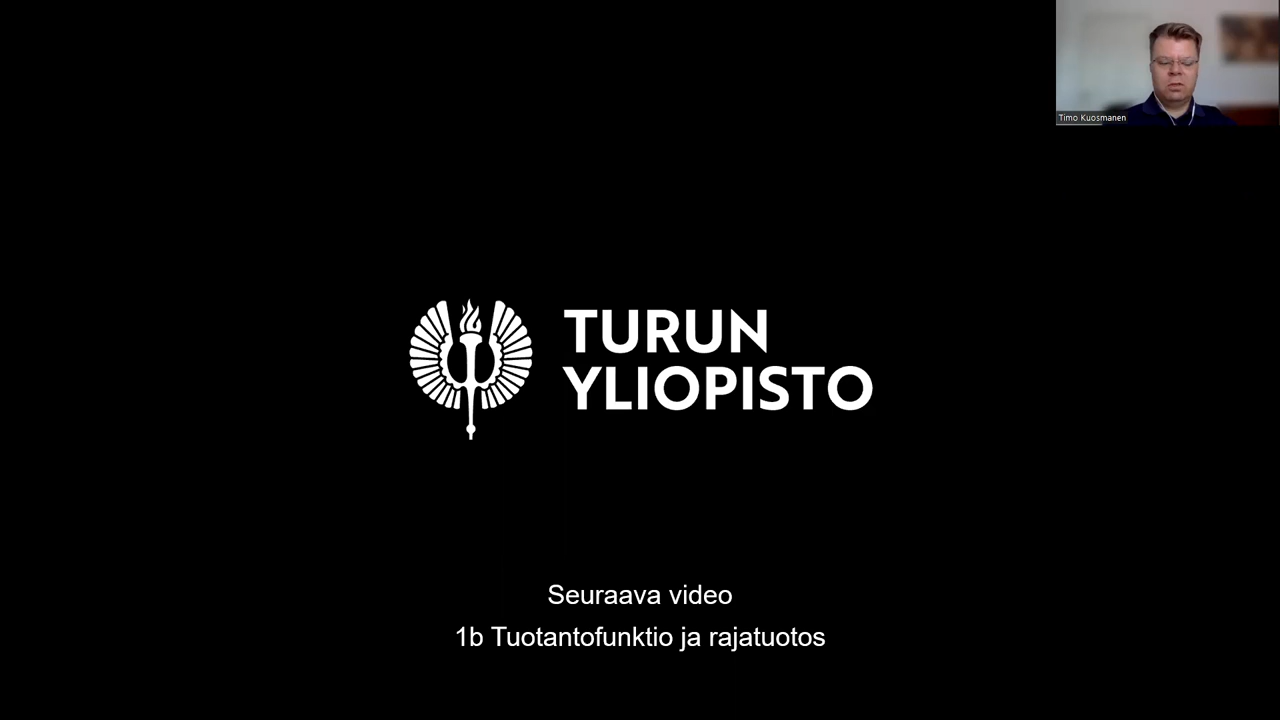 Timo Kuosmanen
TURUN
YLIOPISTO
Seuraava video
1b Tuotantofunktio ja rajatuotos